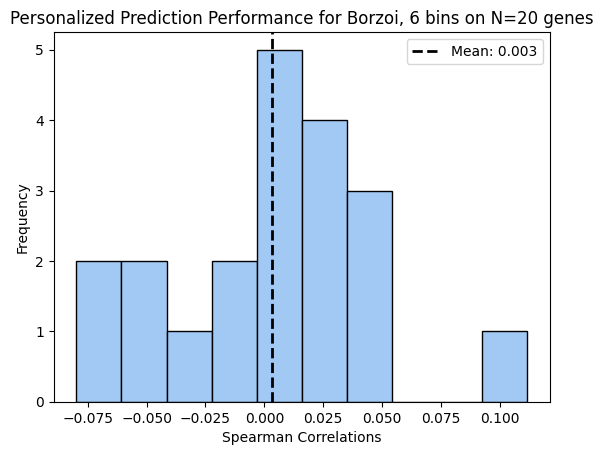 Personalized Prediction Performance for Borzoi, 6 bins on N=20 genes
Mean: 0.003
Frequency
5
4
3
2
1
0
−0.075 −0.050 −0.025 0.000 0.025 0.050 0.075 0.100
Spearman Correlations